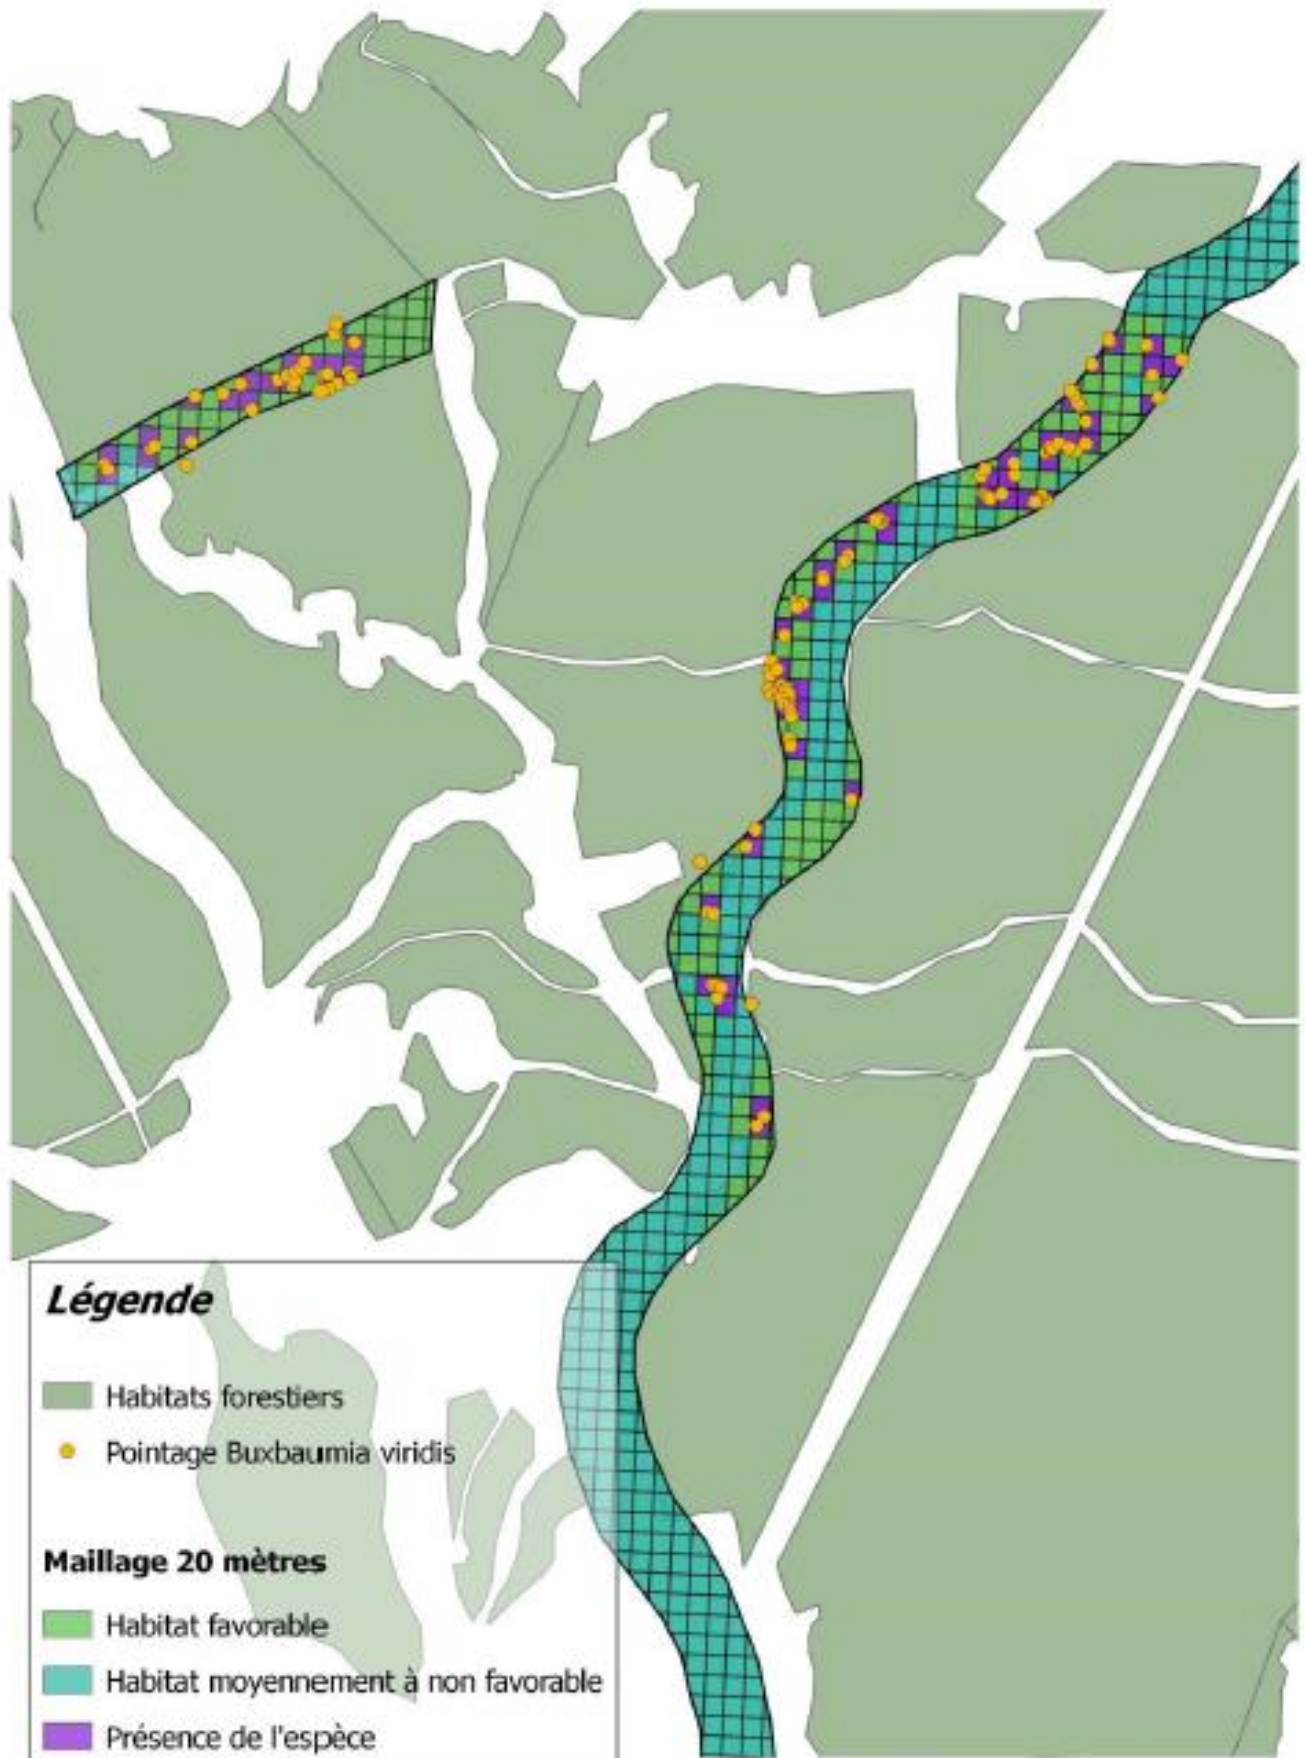 Légende
Habitats forestiers
Pointage Buxbaumia viridis
Maillage 20 mètres
Habitat favorable
Habitat moyennement à non favorable
Présence de l'espèce